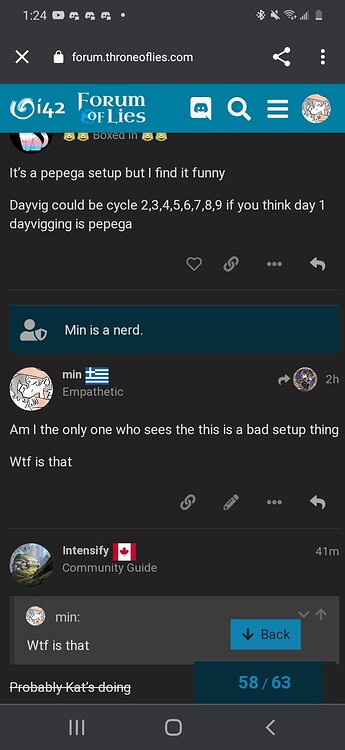 1:24
forum.throneoflies.com
i42 FORUM
OF LIES
Boxed in
It's a pepega setup but I find it funny
Dayvig could be cycle 2,3,4,5,6,7,8,9 if you think day 1
dayvigging is pepega
Min is a nerd.
min
2h
Empathetic
Am I the only one who sees the this is a bad setup thing
Wtf is that
Intensify
41m
Community Guide
min:
Wtf is that
Back
Probably Kat's doing
58 / 63